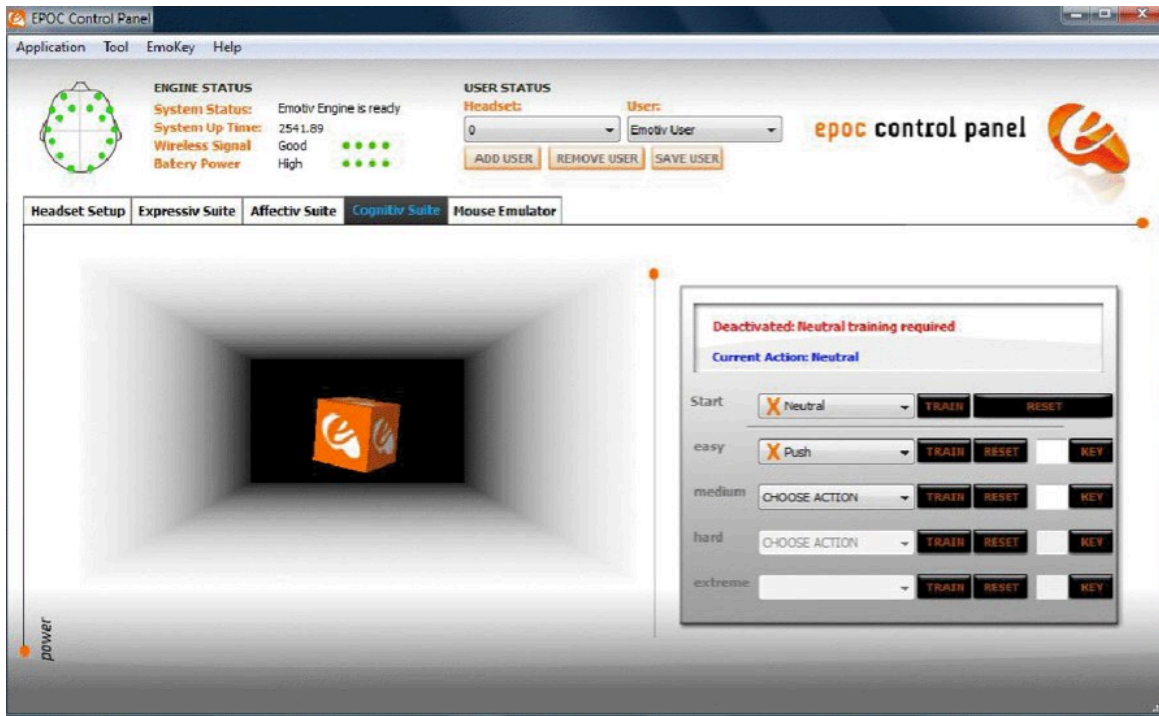 EPOC Control Panel
Application Tool EmoKey Help
ENGINE STATUS
System Status: Emotiv Engine is ready
System Up Time: 2541.89
Wireless Signal Good
Batery Power High
USER STATUS
Headset: User:
0 Emotiv User
ADD USER REMOVE USER SAVE USER
epoc control panel
Headset Setup Expressiv Suite Affectiv Suite Cognitiv Suite Mouse Emulator
Deactivated: Neutral training required
Current Action: Neutral
Start Neutral TRAIN RESET
easy Push TRAIN RESET KEY
medium CHOOSE ACTION TRAIN RESET KEY
hard CHOOSE ACTION TRAIN RESET KEY
extreme TRAIN RESET KEY
power